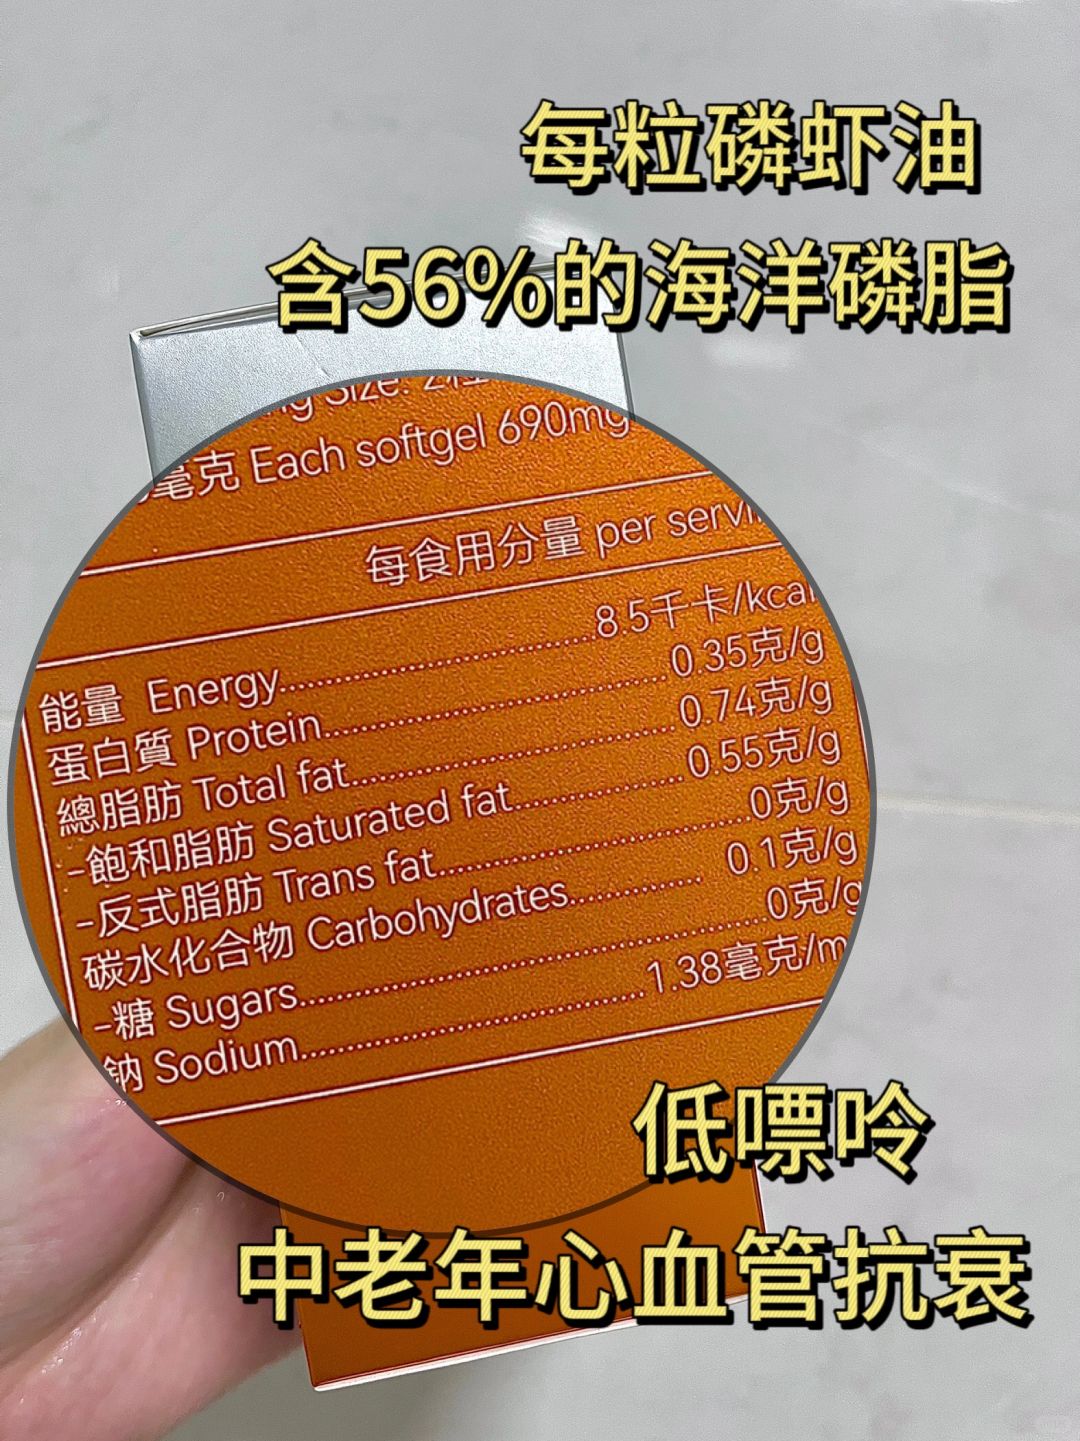 每粒磷虾油
含56%的海洋磷脂
Size: 2粒
毫克 Each softgel 690mg
每食用分量 per servin
能量 Energy 8.5千卡/kcal
蛋白質 Protein 0.35克/g
總脂肪 Total fat 0.74克/g
-飽和脂肪 Saturated fat 0.55克/g
-反式脂肪 Trans fat 0克/g
碳水化合物 Carbohydrates 0.1克/g
-糖 Sugars 0克/g
鈉 Sodium 1.38毫克/m
低嘌呤
中老年心血管抗衰